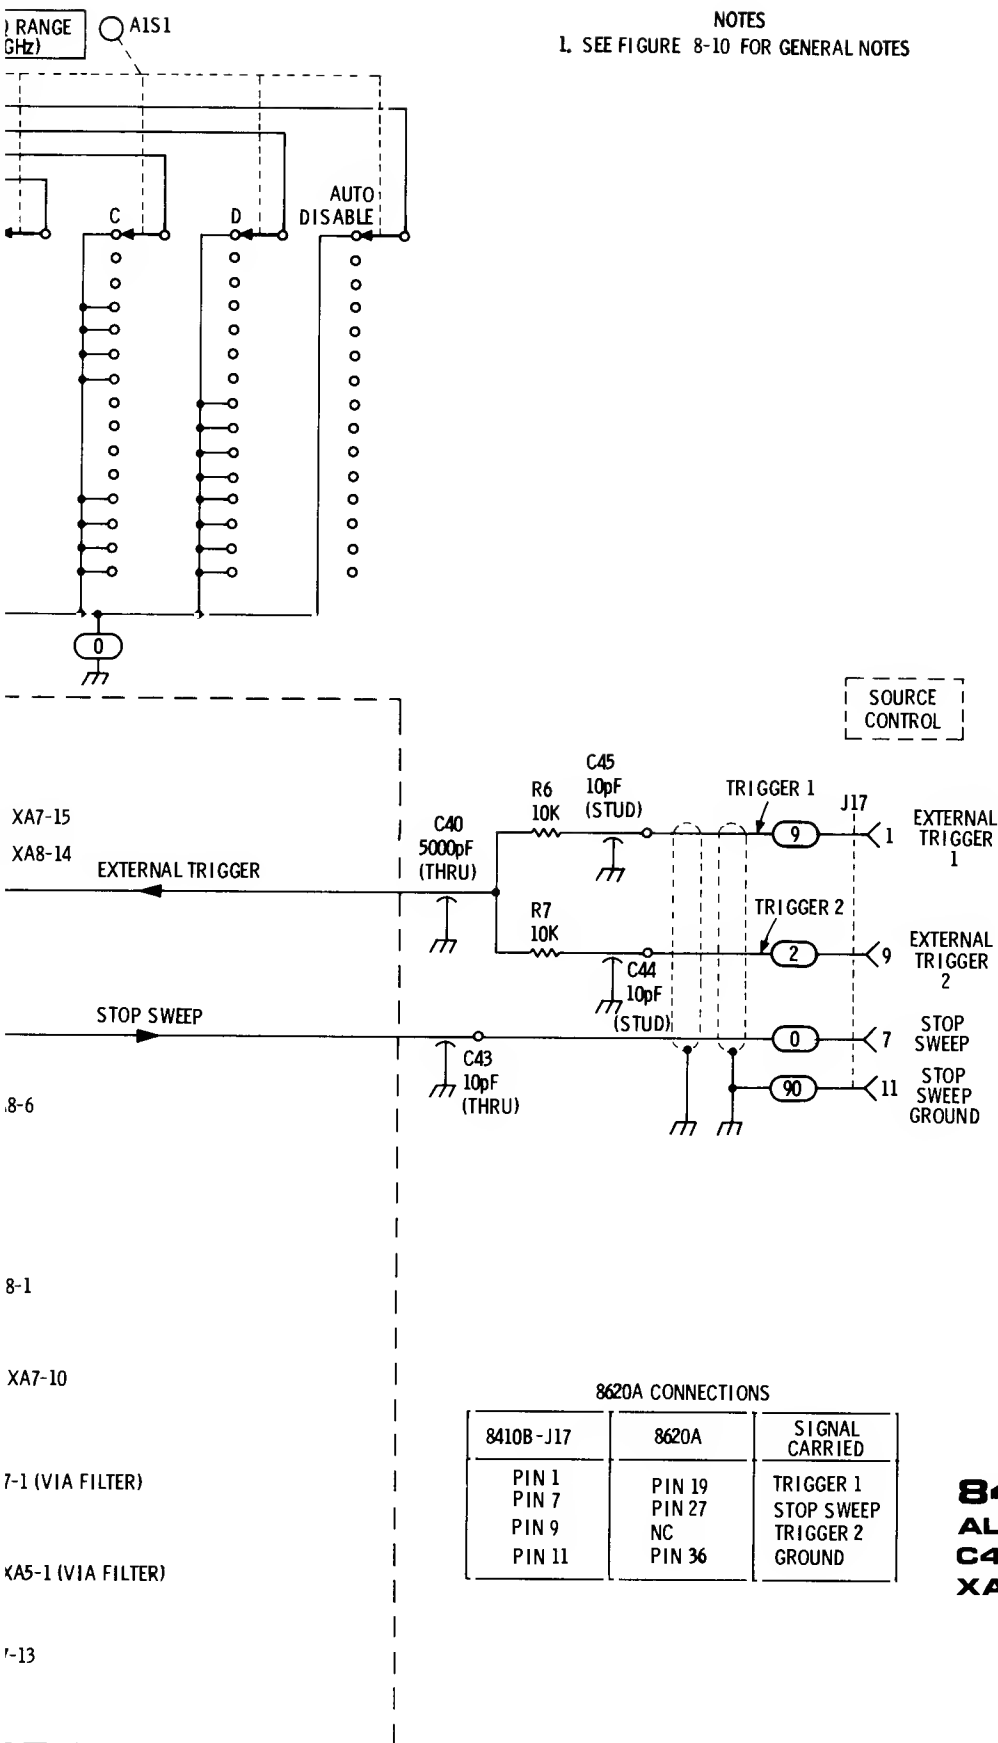 ) RANGE
GHz)
A1S1
NOTES
1. SEE FIGURE 8-10 FOR GENERAL NOTES
C
D
AUTO
DISABLE
0
SOURCE
CONTROL
XA7-15
XA8-14
EXTERNAL TRIGGER
C40
5000pF
(THRU)
R6
10K
C45
10pF
(STUD)
TRIGGER 1
9
J17
1
EXTERNAL
TRIGGER
1
R7
10K
C44
10pF
(STUD)
TRIGGER 2
2
9
EXTERNAL
TRIGGER
2
STOP SWEEP
C43
10pF
(THRU)
0
7
STOP
SWEEP
90
11
STOP
SWEEP
GROUND
A8-6
8-1
XA7-10
7-1 (VIA FILTER)
XA5-1 (VIA FILTER)
7-13
8620A CONNECTIONS
8410B-J17 8620A SIGNAL CARRIED
PIN 1 PIN 19 TRIGGER 1
PIN 7 PIN 27 STOP SWEEP
PIN 9 NC TRIGGER 2
PIN 11 PIN 36 GROUND
84
AL
C4
XA